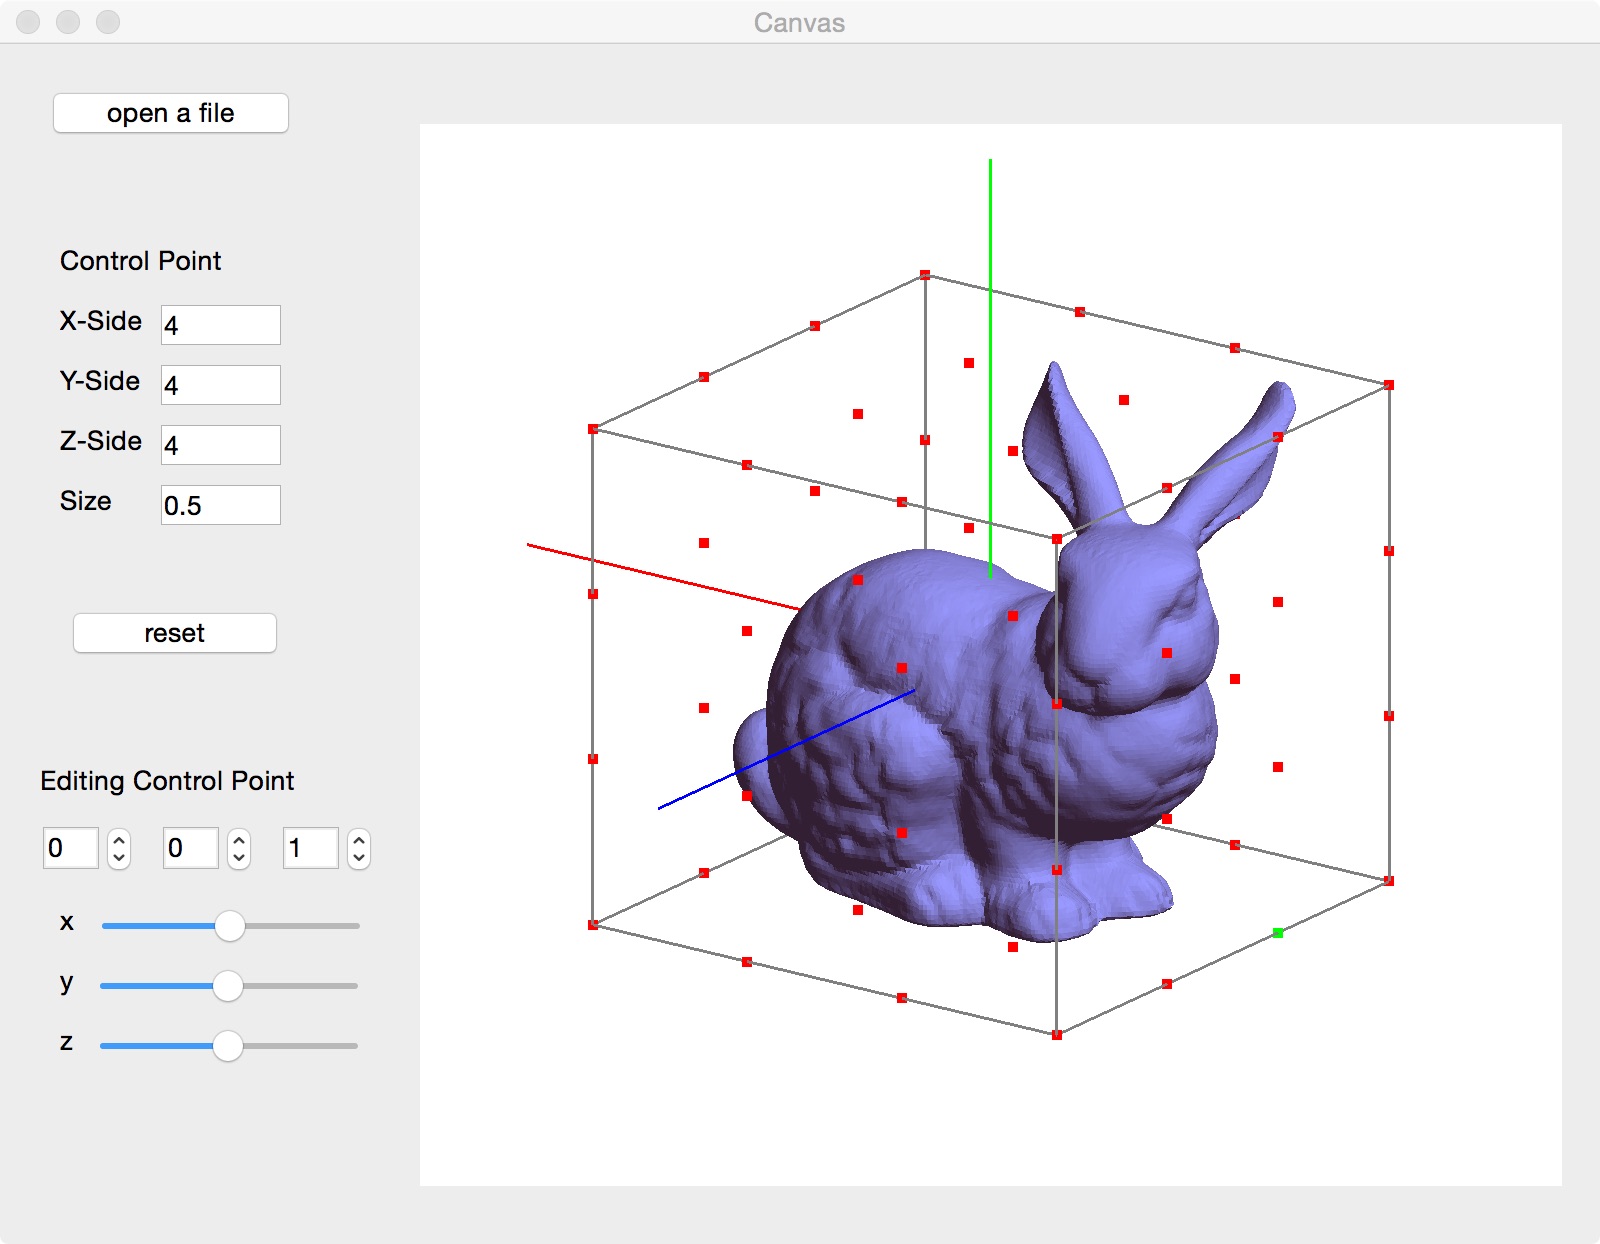 Canvas
open a file
Control Point
X-Side 4
Y-Side 4
Z-Side 4
Size 0.5
reset
Editing Control Point
0 0 1
x
y
z